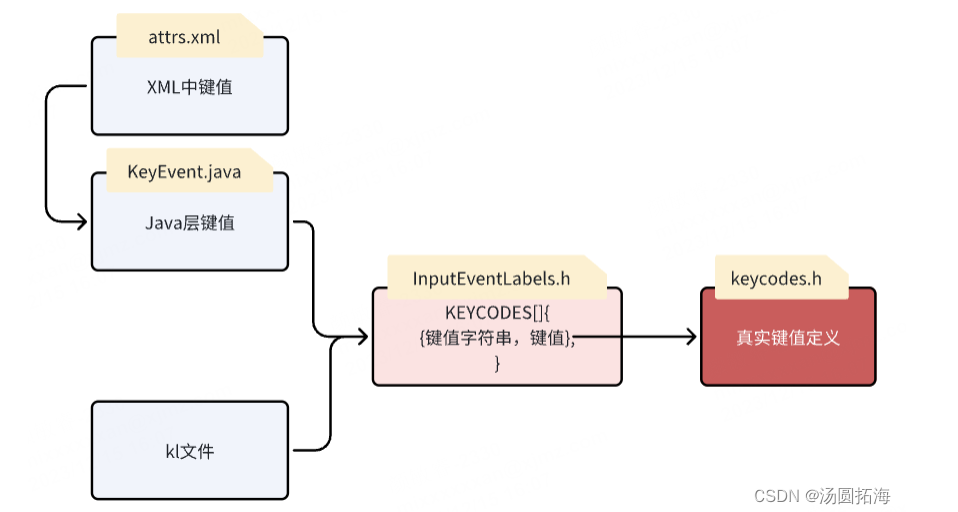 attrs.xml
XML中键值
KeyEvent.java
Java层键值
InputEventLabels.h
KEYCODES[]{
{键值字符串，键值},
}
keycodes.h
真实键值定义
kl文件
CSDN @汤圆拓海